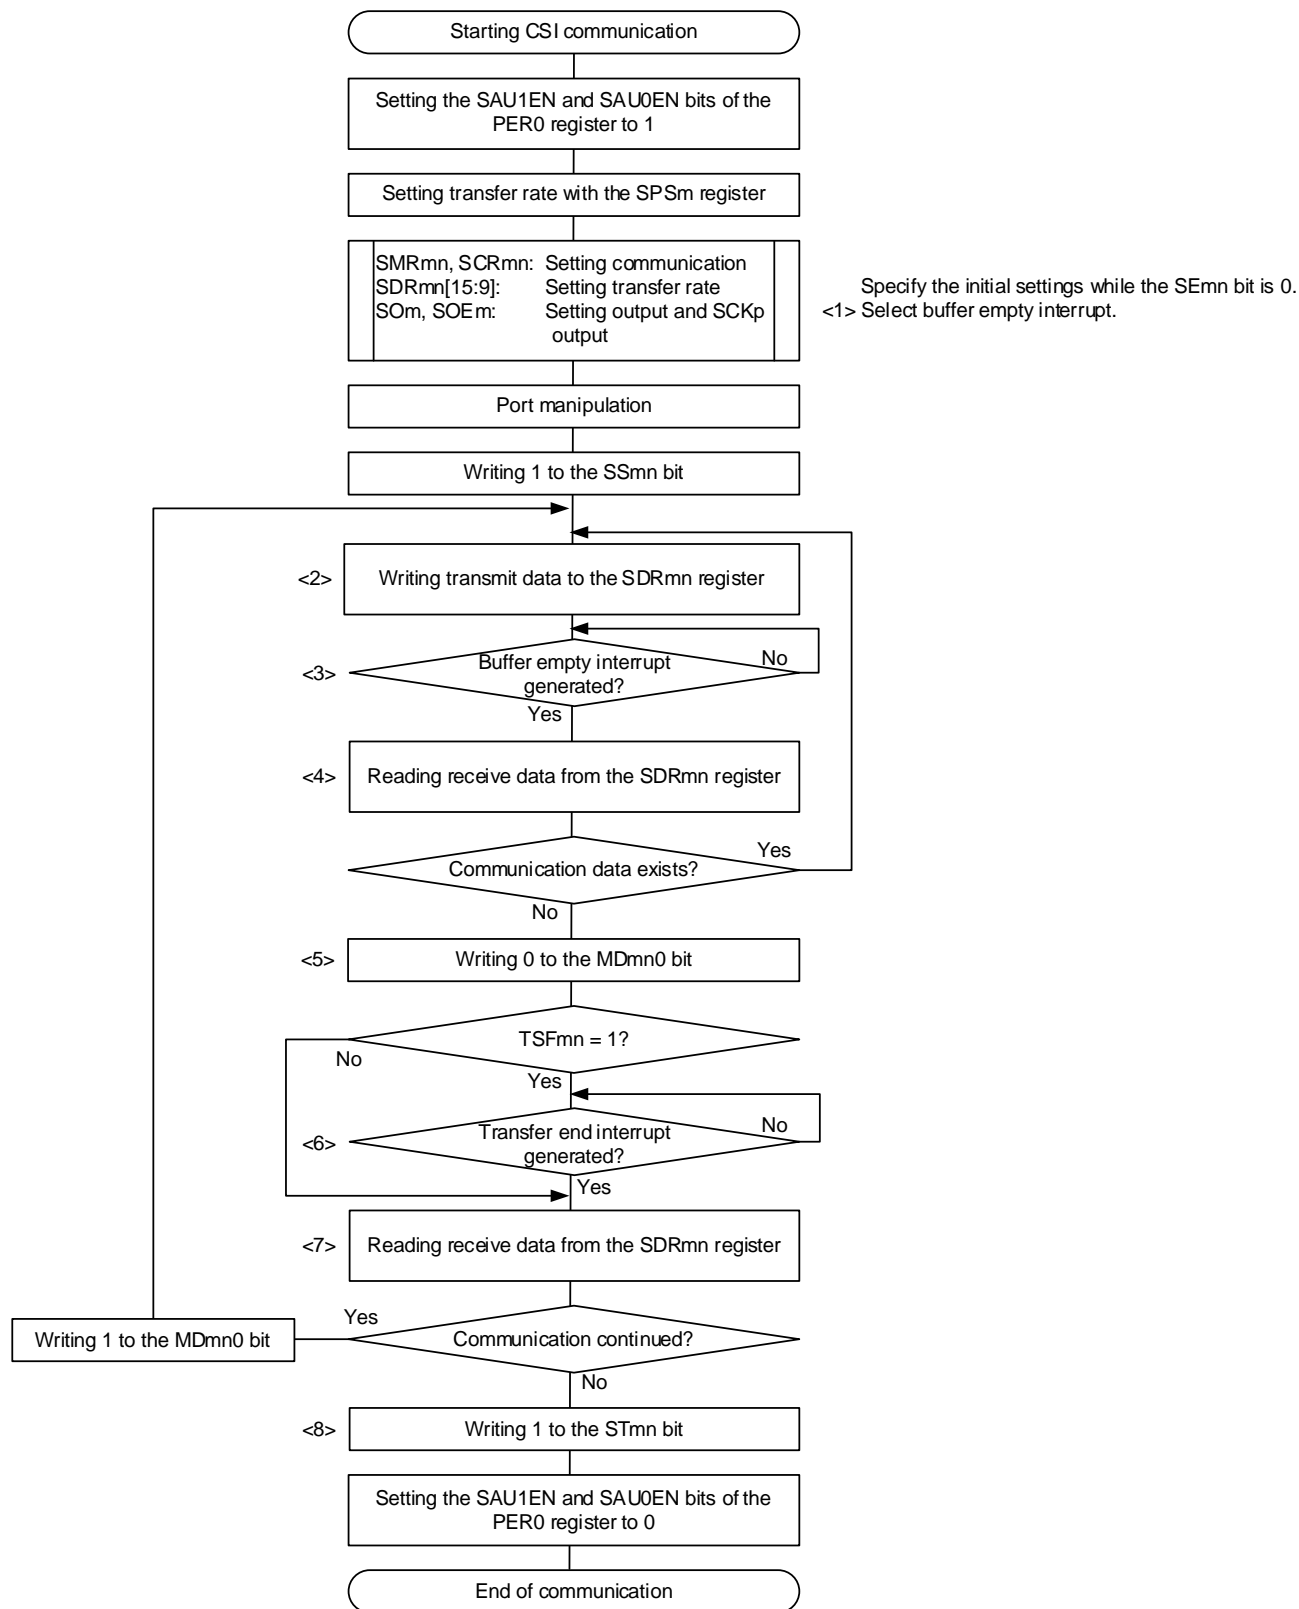 Starting CSI communication
Setting the SAU1EN and SAU0EN bits of the
PER0 register to 1
Setting transfer rate with the SPSm register
SMRmn, SCRmn: Setting communication
SDRmn[15:9]: Setting transfer rate
SOm, SOEm: Setting output and SCKp
output
Specify the initial settings while the SEmn bit is 0.
<1> Select buffer empty interrupt.
Port manipulation
Writing 1 to the SSmn bit
<2> Writing transmit data to the SDRmn register
<3> Buffer empty interrupt
generated?
No
Yes
<4> Reading receive data from the SDRmn register
Communication data exists?
Yes
No
<5> Writing 0 to the MDmn0 bit
TSFmn = 1?
No
Yes
<6> Transfer end interrupt
generated?
No
Yes
<7> Reading receive data from the SDRmn register
Communication continued?
Yes
Writing 1 to the MDmn0 bit
No
<8> Writing 1 to the STmn bit
Setting the SAU1EN and SAU0EN bits of the
PER0 register to 0
End of communication